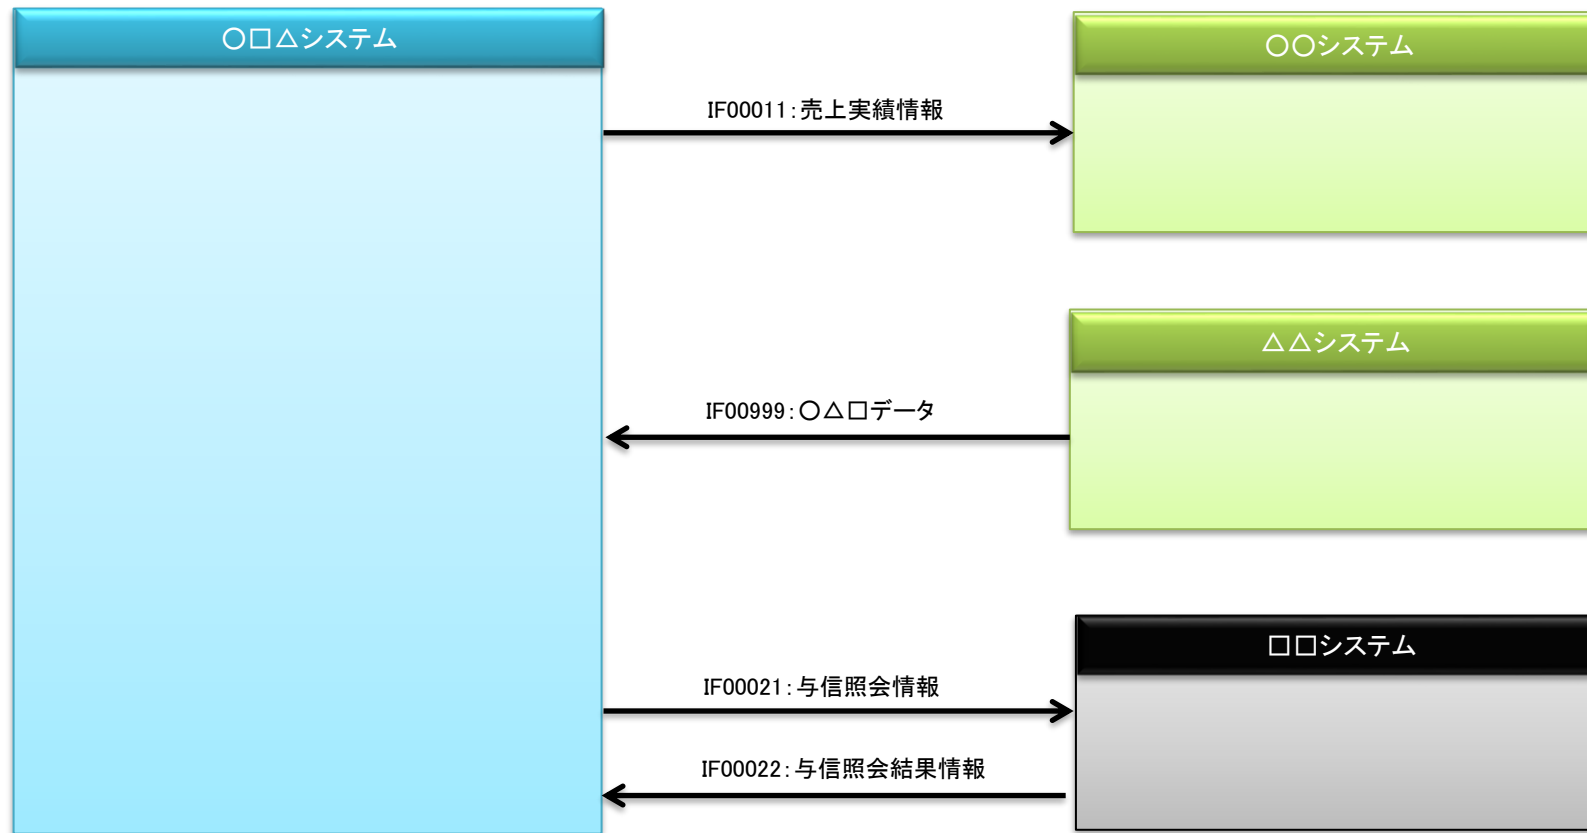 ○□△システム
○○システム
IF00011:売上実績情報
△△システム
IF00999:○△□データ
□□システム
IF00021:与信照会情報
IF00022:与信照会結果情報